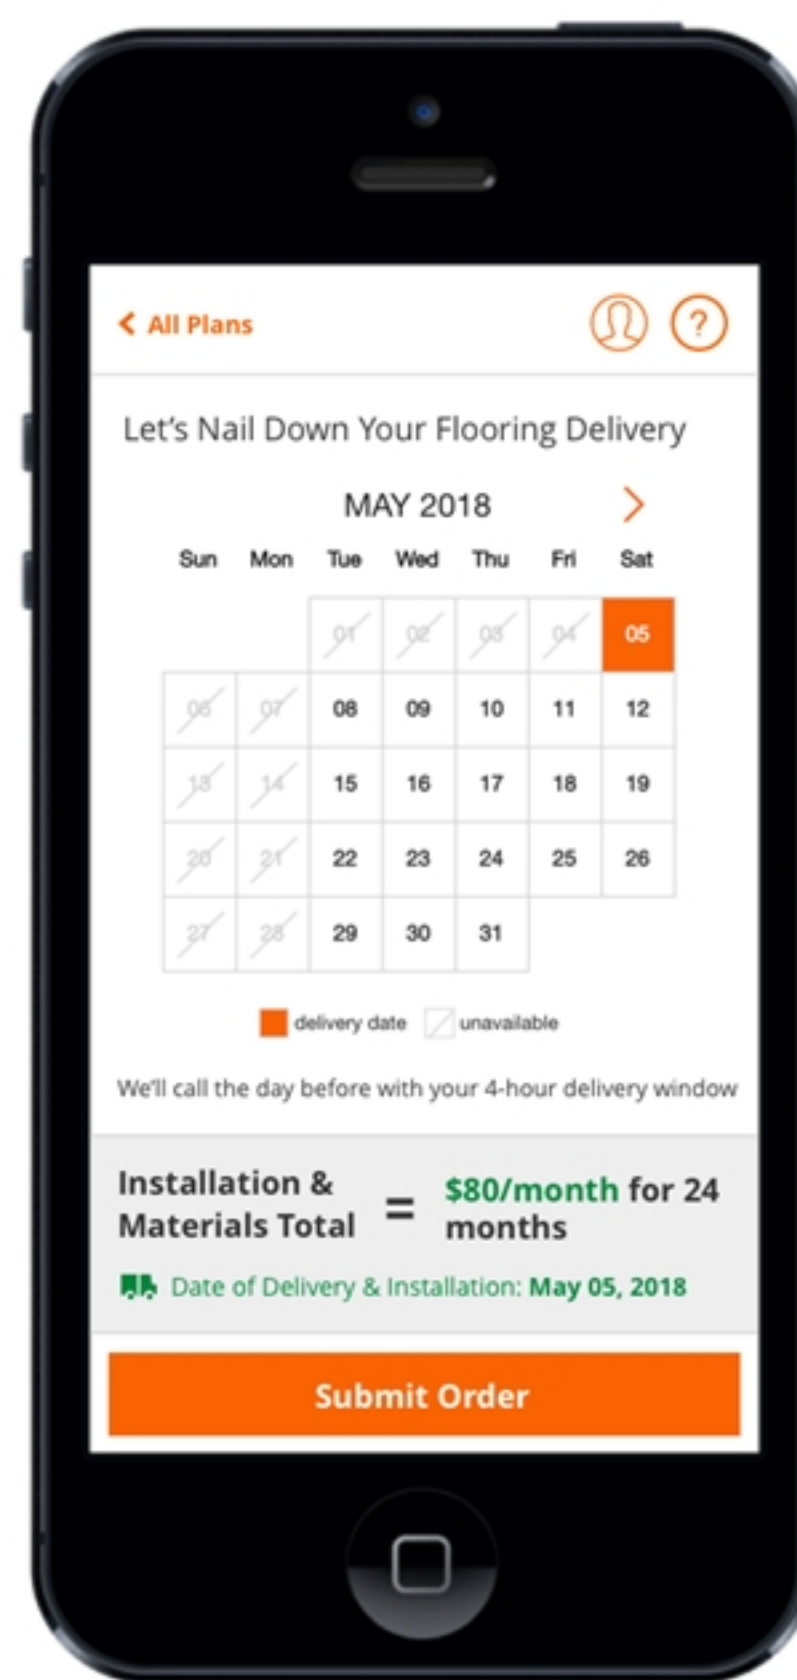 All Plans
?
Let's Nail Down Your Flooring Delivery
MAY 2018
Sun Mon Tue Wed Thu Fri Sat
01 02 03 04 05
06 07 08 09 10 11 12
13 14 15 16 17 18 19
20 21 22 23 24 25 26
27 28 29 30 31
delivery date unavailable
We'll call the day before with your 4-hour delivery window
Installation &
Materials Total
=
$80/month for 24
months
Date of Delivery & Installation: May 05, 2018
Submit Order